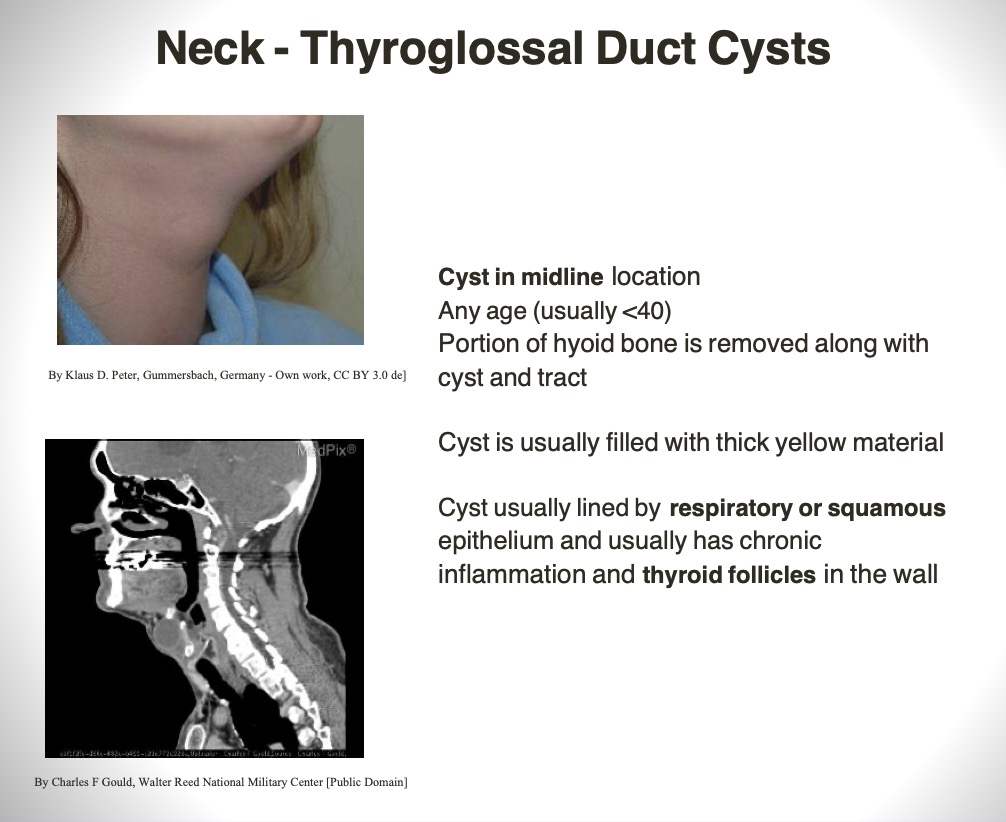 Neck - Thyroglossal Duct Cysts
By Klaus D. Peter, Gummersbach, Germany - Own work, CC BY 3.0 de]
Cyst in midline location
Any age (usually <40)
Portion of hyoid bone is removed along with
cyst and tract
Cyst is usually filled with thick yellow material
Cyst usually lined by respiratory or squamous
epithelium and usually has chronic
inflammation and thyroid follicles in the wall
MedPix®
By Charles F Gould, Walter Reed National Military Center [Public Domain]